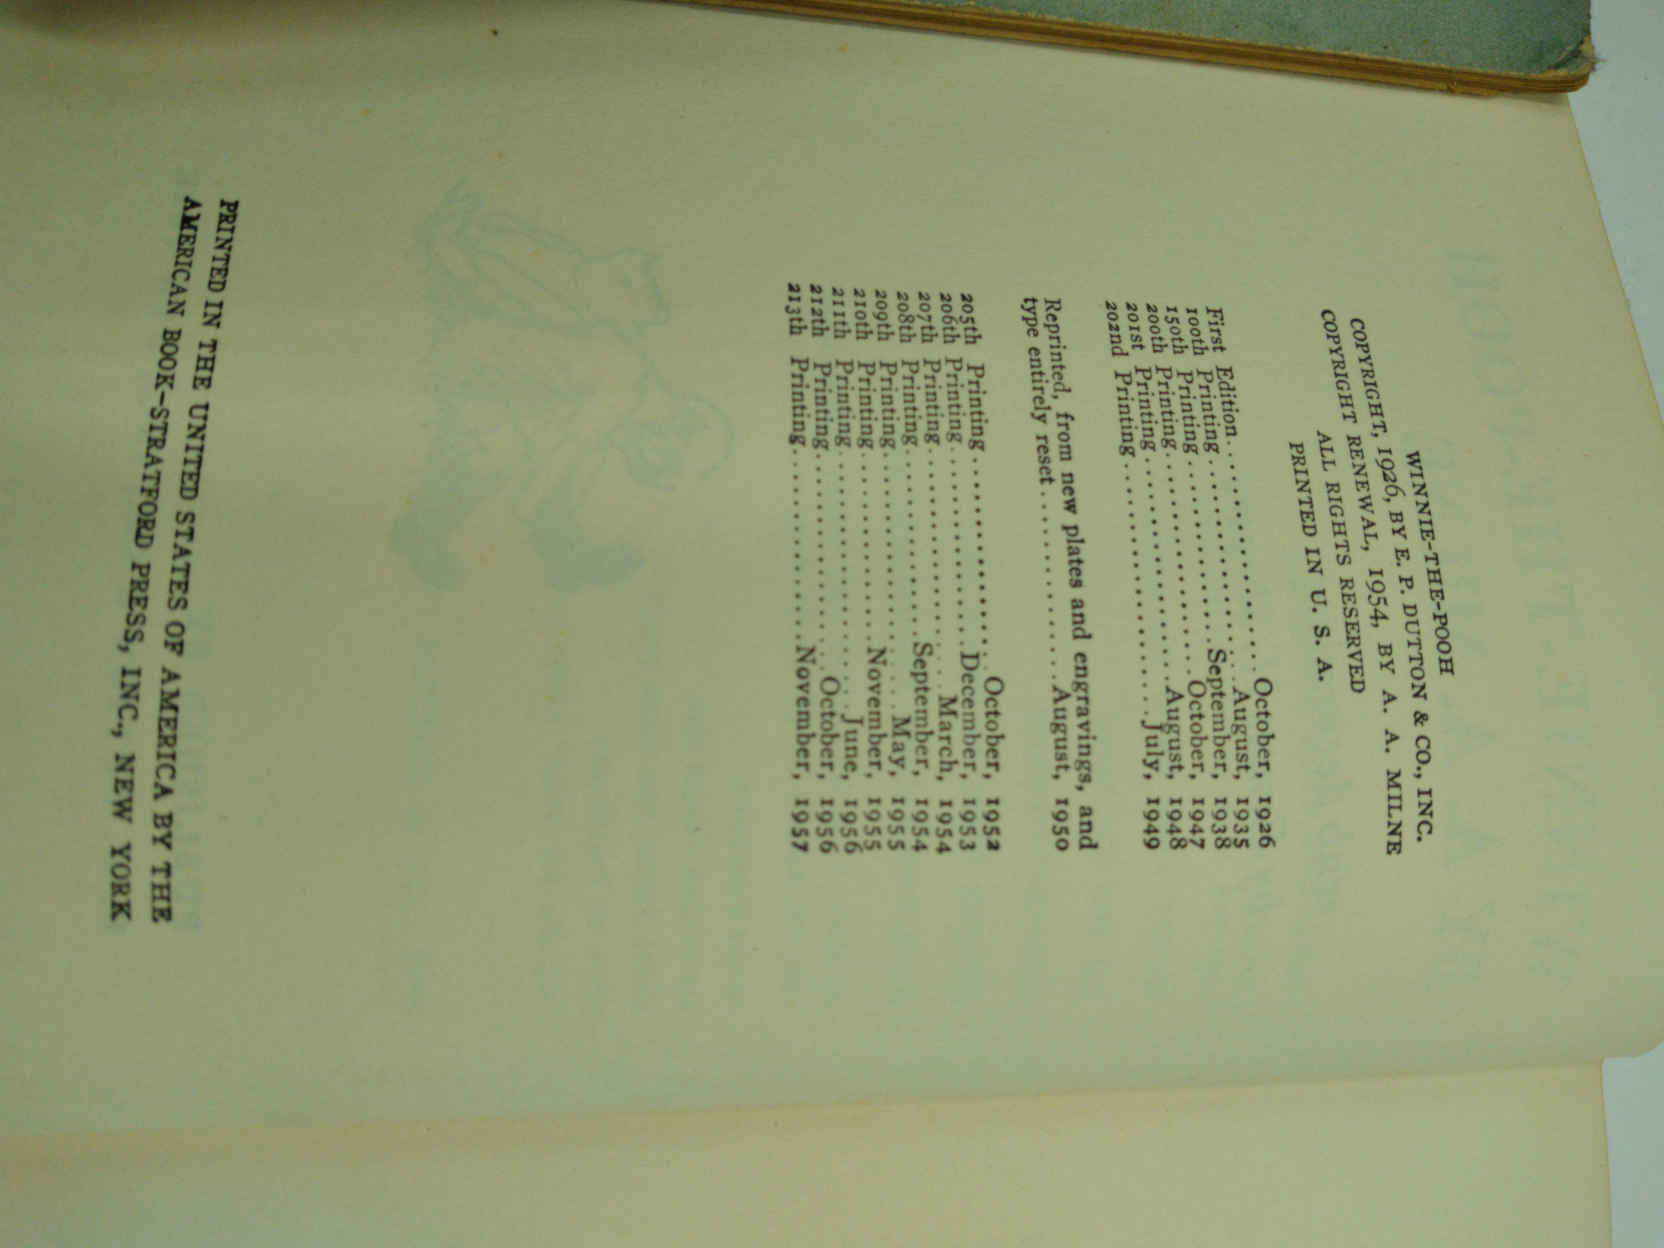 WINNIE-THE-POOH
COPYRIGHT, 1926, BY E. P. DUTTON & CO., INC.
COPYRIGHT RENEWAL, 1954, BY A. A. MILNE
ALL RIGHTS RESERVED
PRINTED IN U. S. A.
First Edition....................October, 1926
100th Printing....................August, 1935
150th Printing.................September, 1938
200th Printing...................October, 1947
201st Printing....................August, 1948
202nd Printing......................July, 1949
Reprinted, from new plates and engravings, and
type entirely reset................August, 1950
205th Printing...................October, 1952
206th Printing..................December, 1953
207th Printing.....................March, 1954
208th Printing.................September, 1954
209th Printing.......................May, 1955
210th Printing..................November, 1955
211th Printing......................June, 1956
212th Printing...................October, 1956
213th Printing..................November, 1957
PRINTED IN THE UNITED STATES OF AMERICA BY THE
AMERICAN BOOK–STRATFORD PRESS, INC., NEW YORK